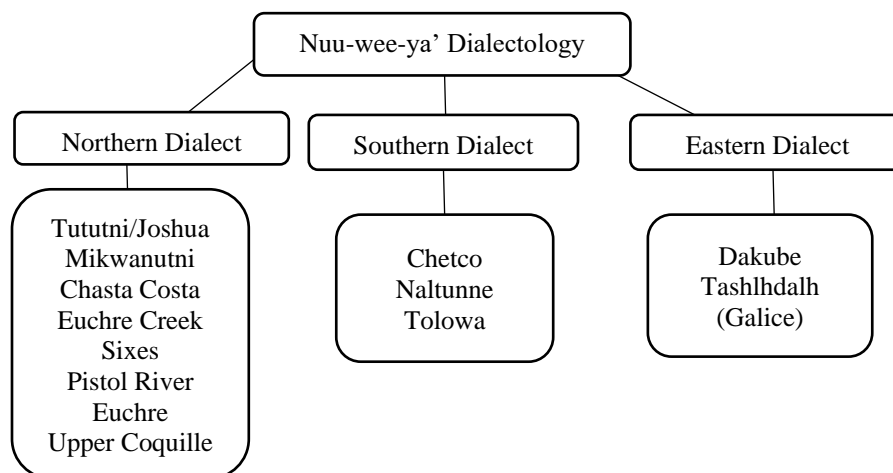 Nuu-wee-ya’ Dialectology
Northern Dialect
Southern Dialect
Eastern Dialect
Tututni/Joshua
Mikwanutni
Chasta Costa
Euchre Creek
Sixes
Pistol River
Euchre
Upper Coquille
Chetco
Naltunne
Tolowa
Dakube
Tashlhdalh
(Galice)